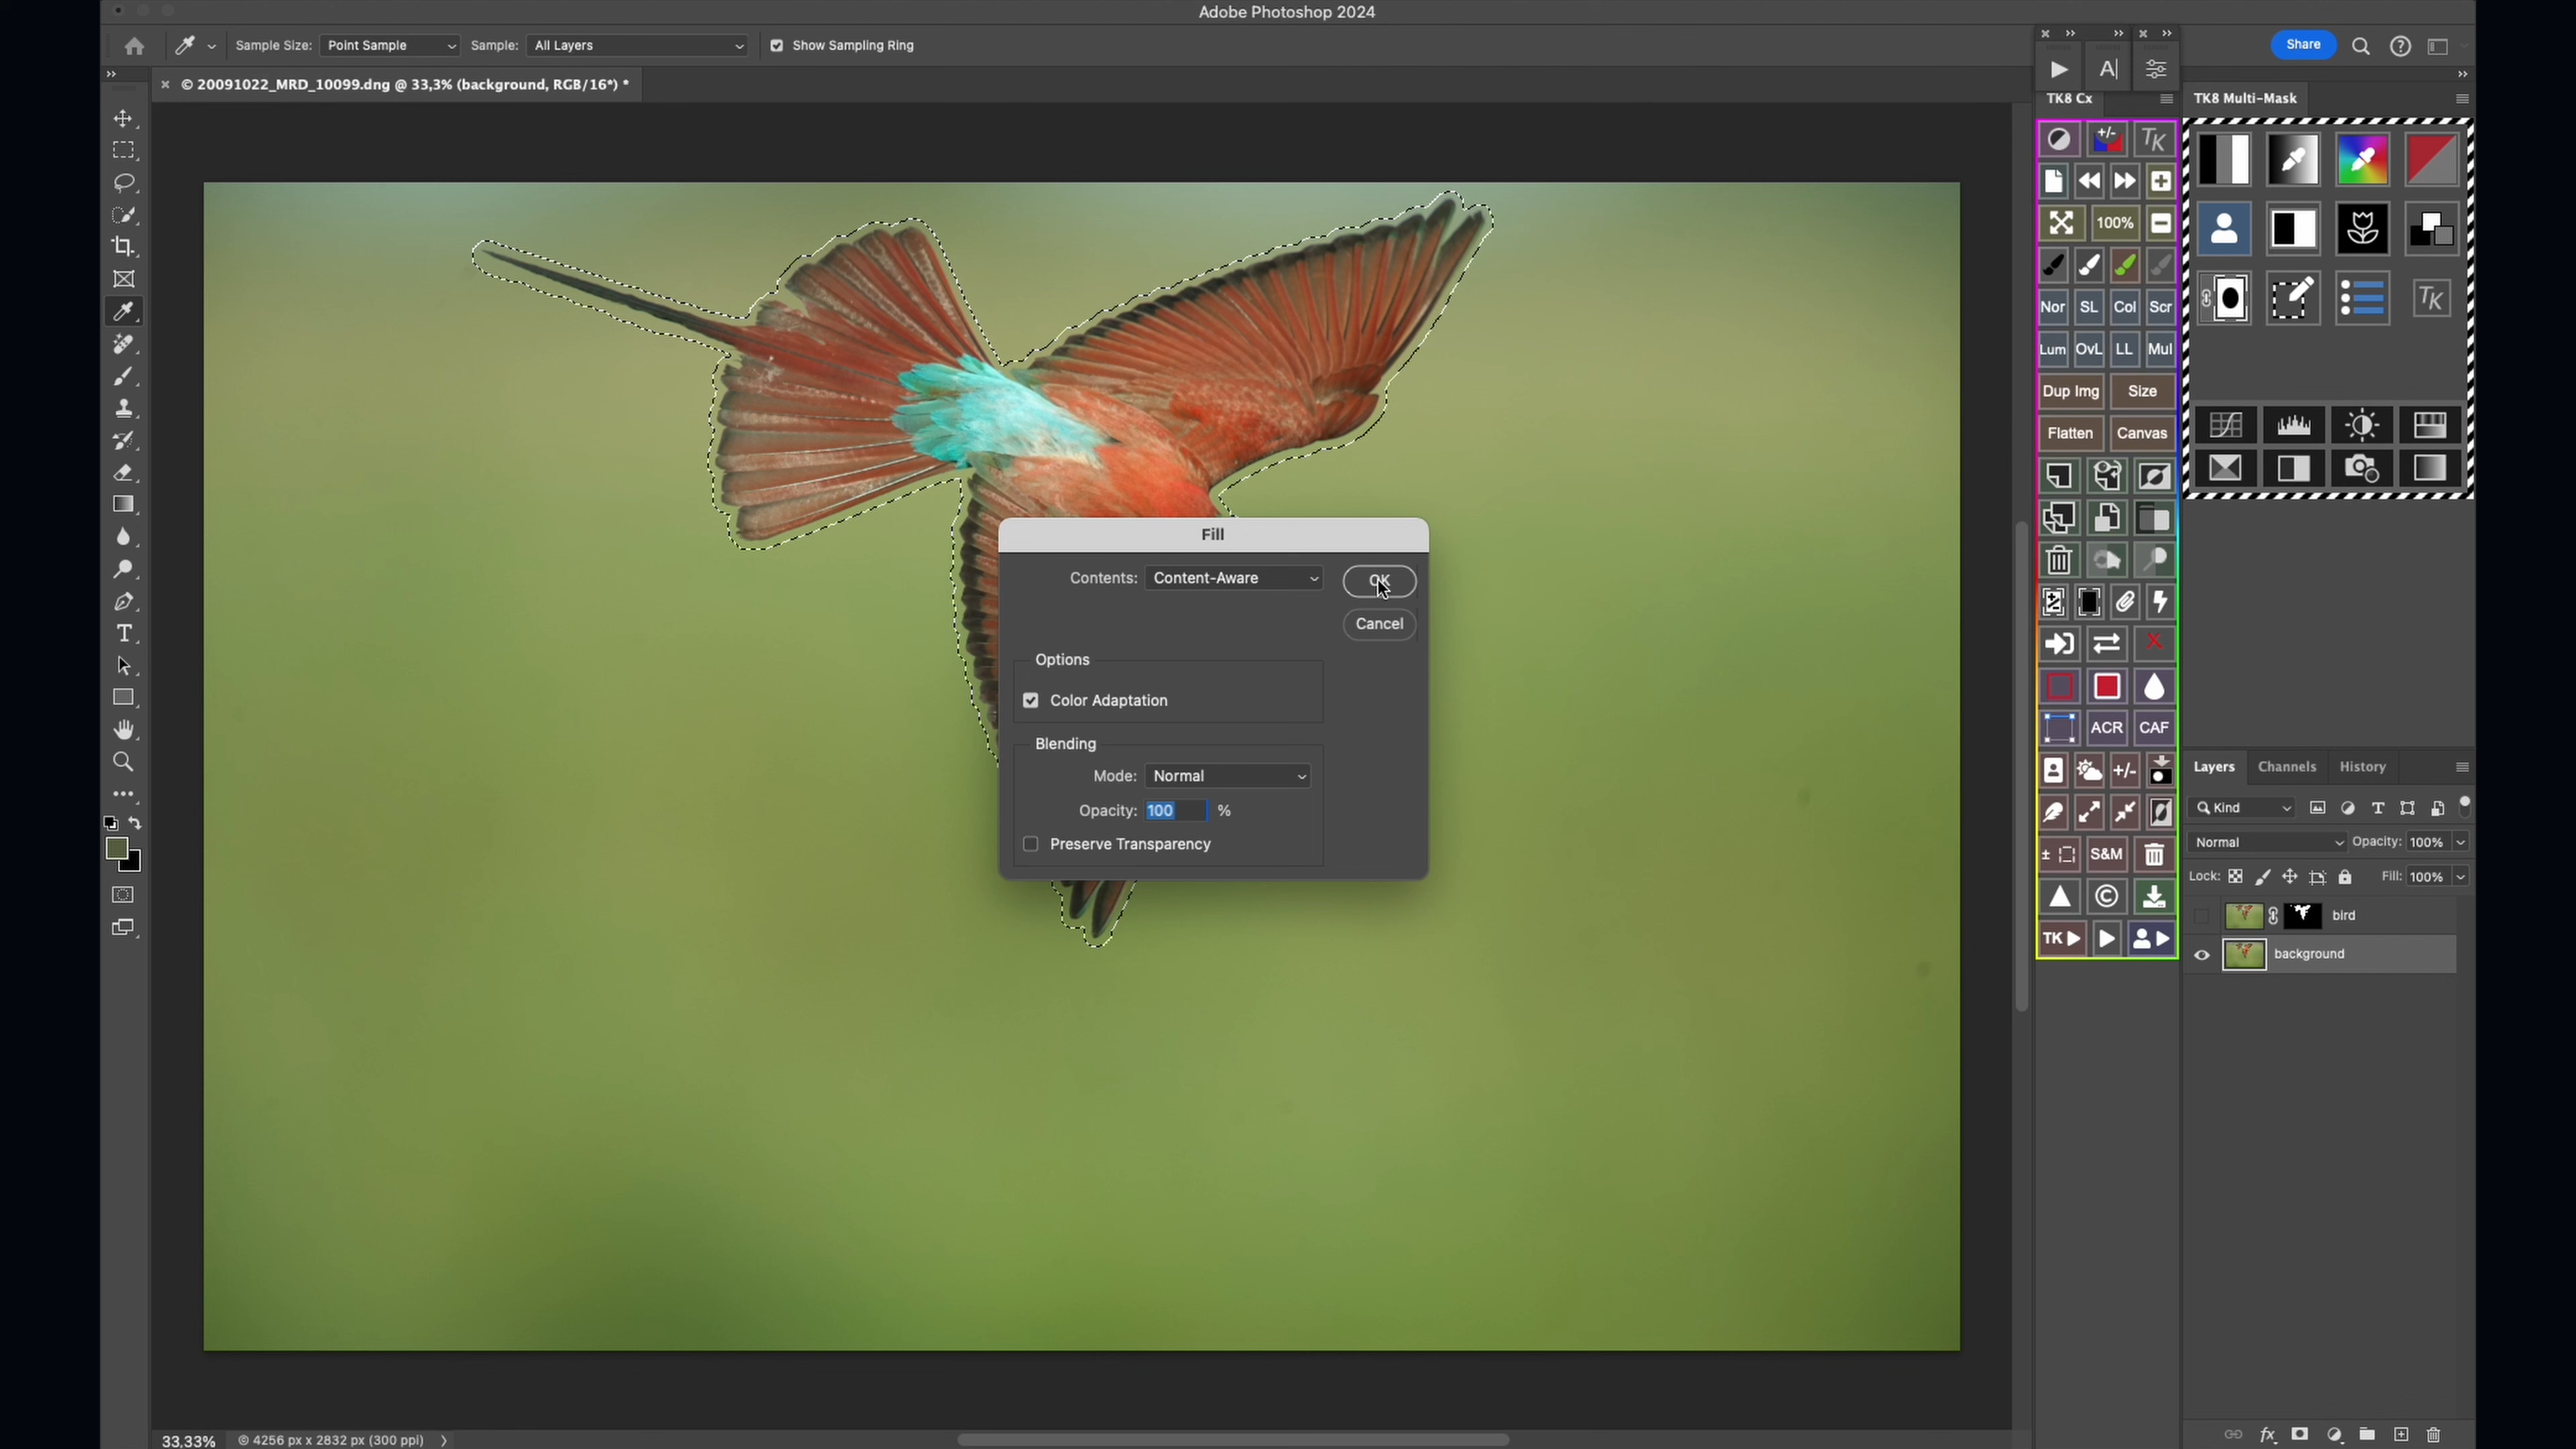 Adobe Photoshop 2024
Sample Size: Point Sample Sample: All Layers Show Sampling Ring
Share
© 20091022_MRD_10099.dng @ 33,3% (background, RGB/16*) *
TK8 Cx
TK8 Multi-Mask
+/- TK
100%
Nor SL Col Scr
Lum OvL LL Mul
Dup Img Size
Flatten Canvas
TK
Fill
Contents: Content-Aware
OK
Cancel
Options
Color Adaptation
Blending
Mode: Normal
Opacity: 100 %
Preserve Transparency
ACR CAF
+/-
S&M
TK
Layers Channels History
Kind
Normal Opacity: 100%
Lock: Fill: 100%
bird
background
33,33% © 4256 px x 2832 px (300 ppi)